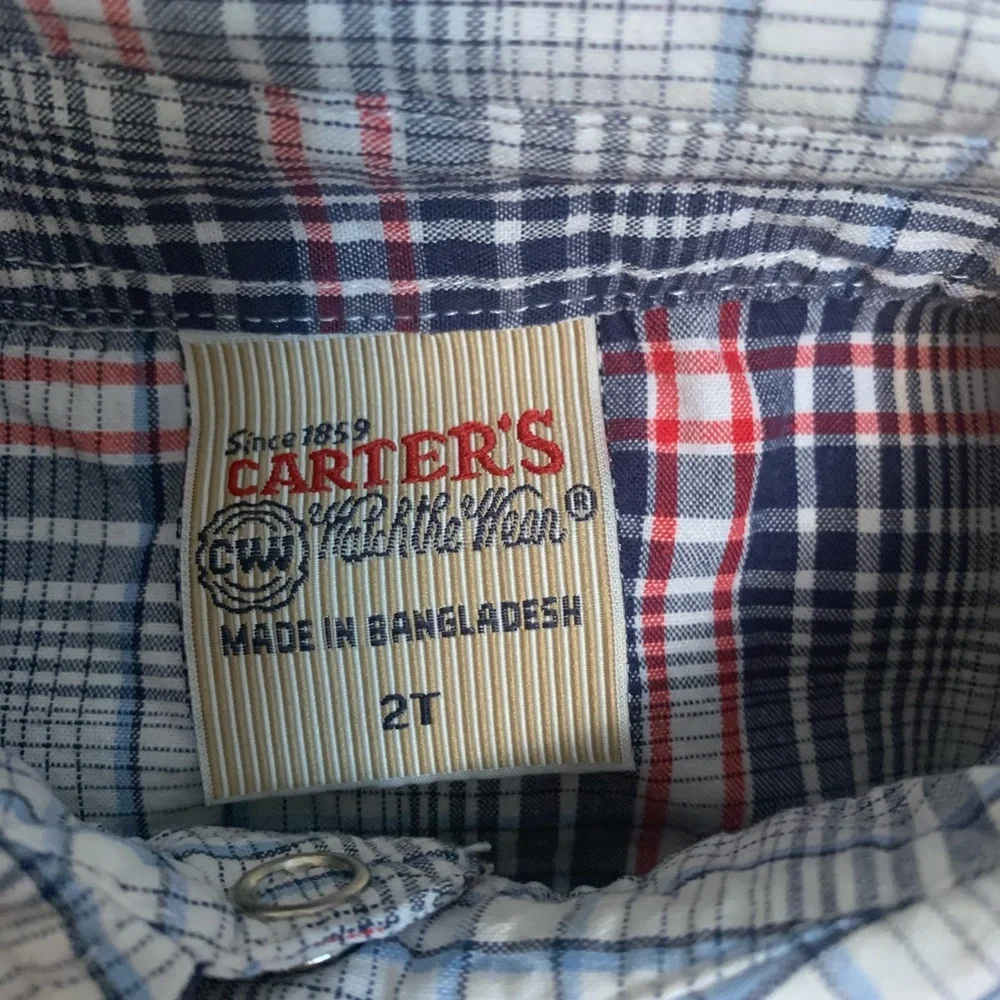 Since 1859
CARTER'S
CWW Watch the Wear®
MADE IN BANGLADESH
2T